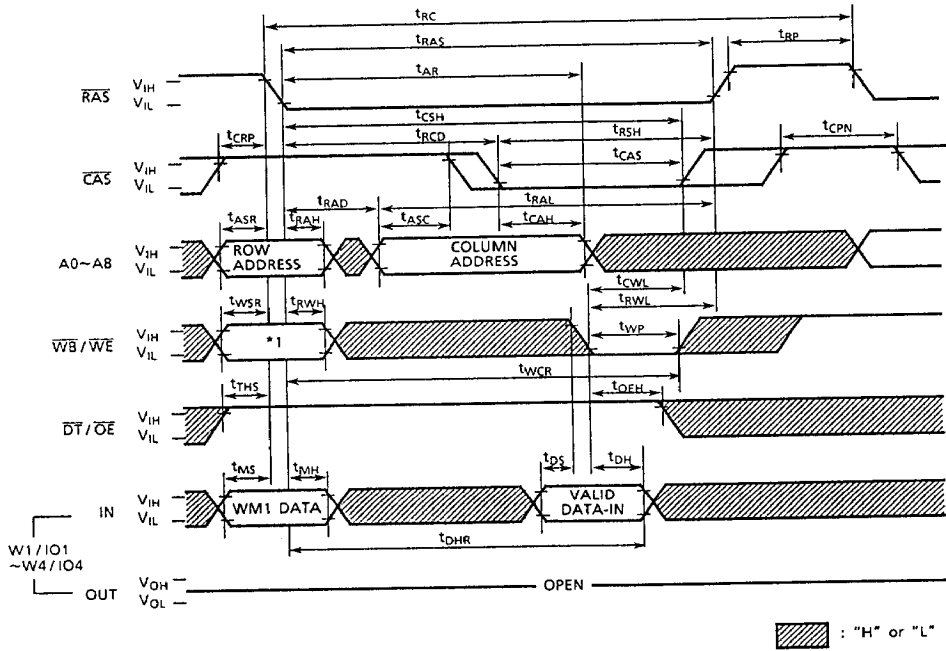 tRC
tRAS
tRP
tAR
RAS VIH
VIL
tCSH
tCRP
tRCD
tRSH
tCPN
tCAS
CAS VIH
VIL
tRAD
tRAL
tASR
tRAH
tASC
tCAH
A0~A8 VIH
VIL
ROW
ADDRESS
COLUMN
ADDRESS
tCWL
tRWL
tWSR
tRWH
tWP
WB/WE VIH
VIL
*1
tWCR
tTHS
tOEH
DT/OE VIH
VIL
tMS
tMH
tDS
tDH
IN VIH
VIL
WM1 DATA
VALID
DATA-IN
tDHR
W1/IO1
~W4/IO4
OUT VOH
VOL
OPEN
: "H" or "L"